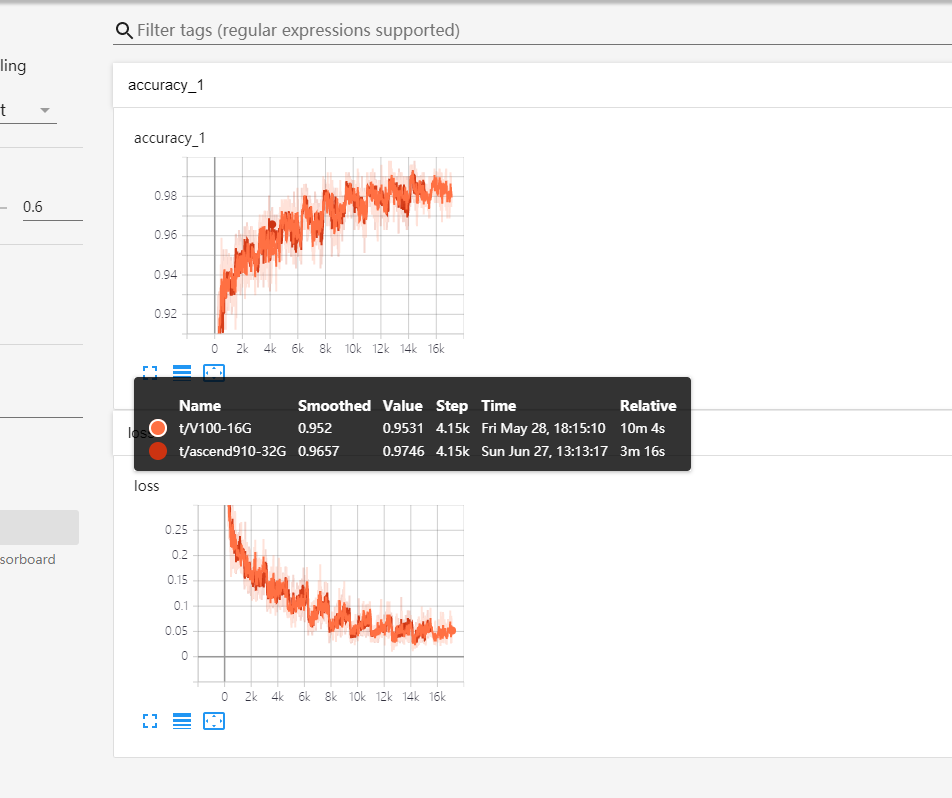 Filter tags (regular expressions supported)
ling
accuracy_1
t
accuracy_1
0.98
0.6
0.96
0.94
0.92
0 2k 4k 6k 8k 10k 12k 14k 16k
Name Smoothed Value Step Time Relative
t/V100-16G 0.952 0.9531 4.15k Fri May 28, 18:15:10 10m 4s
loss
t/ascend910-32G 0.9657 0.9746 4.15k Sun Jun 27, 13:13:17 3m 16s
loss
0.25
0.2
sorboard
0.15
0.1
0.05
0
0 2k 4k 6k 8k 10k 12k 14k 16k